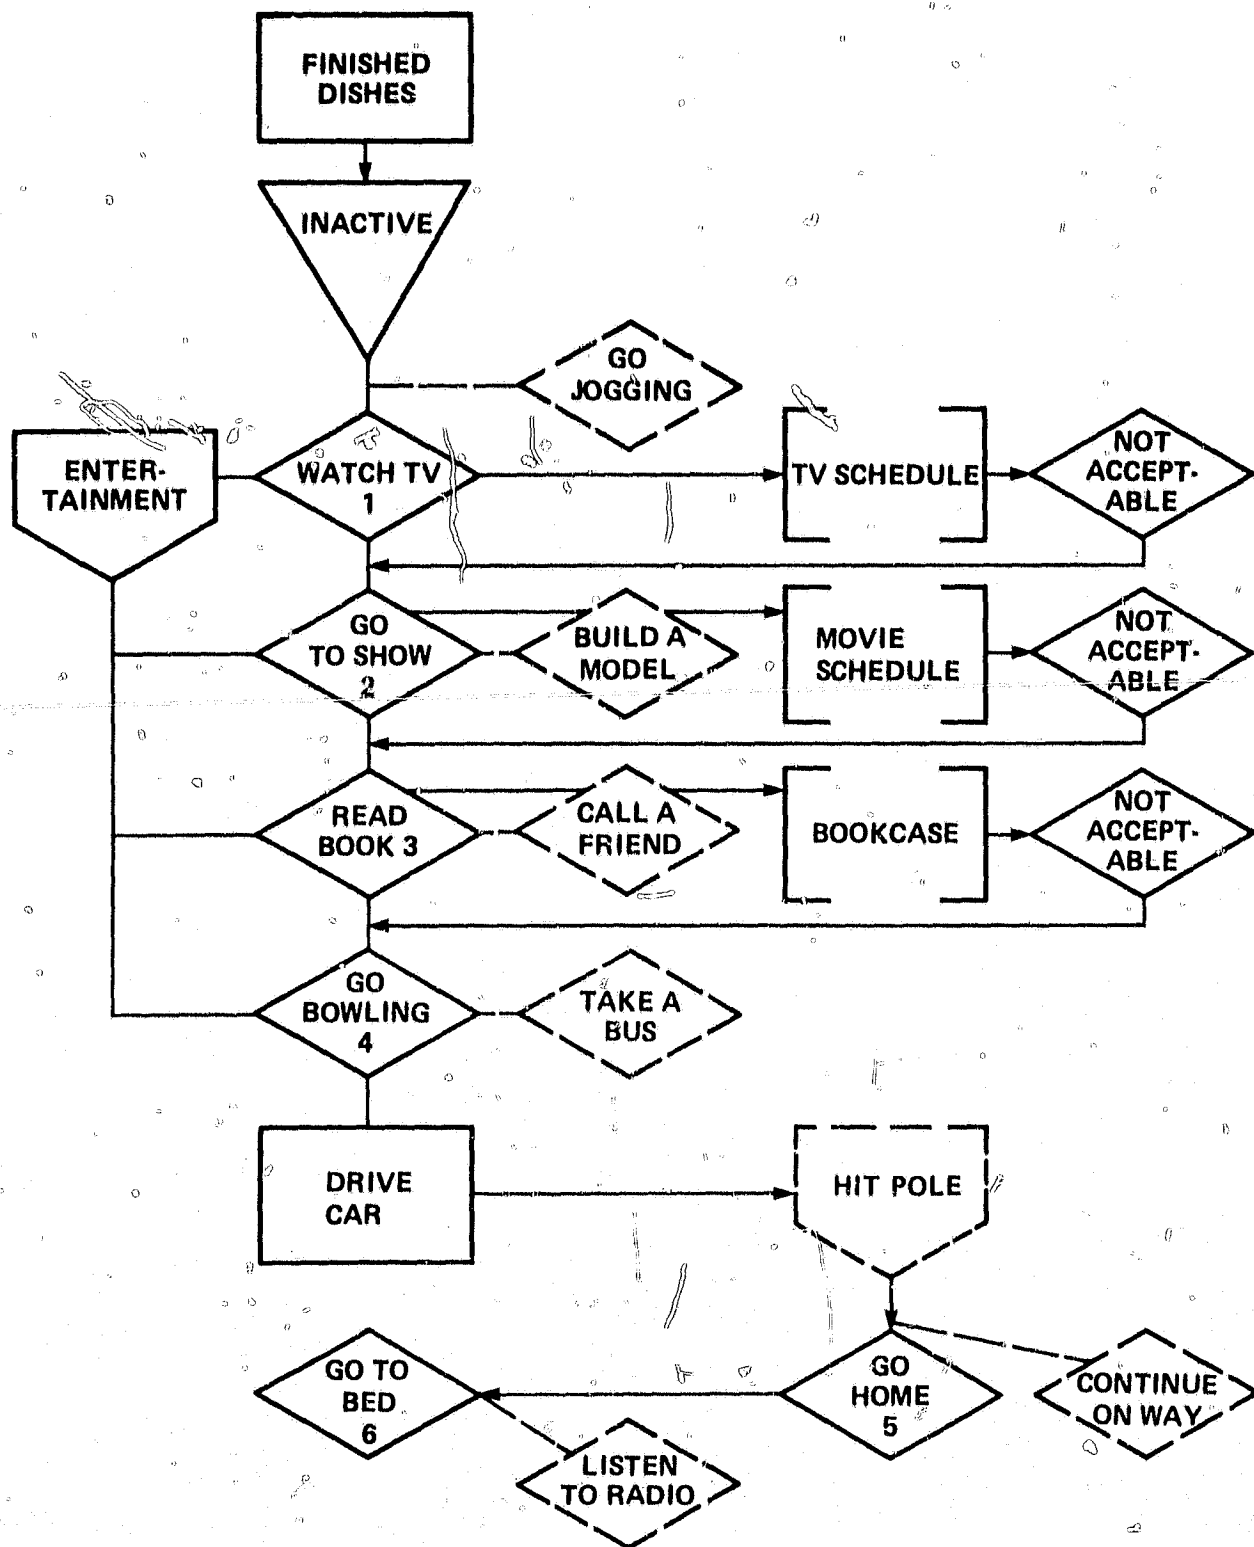 FINISHED
DISHES
INACTIVE
GO
JOGGING
ENTER-
TAINMENT
WATCH TV
1
TV SCHEDULE
NOT
ACCEPT-
ABLE
GO
TO SHOW
2
BUILD A
MODEL
MOVIE
SCHEDULE
NOT
ACCEPT-
ABLE
READ
BOOK 3
CALL A
FRIEND
BOOKCASE
NOT
ACCEPT-
ABLE
GO
BOWLING
4
TAKE A
BUS
DRIVE
CAR
HIT POLE
GO TO
BED
6
GO
HOME
5
CONTINUE
ON WAY
LISTEN
TO RADIO